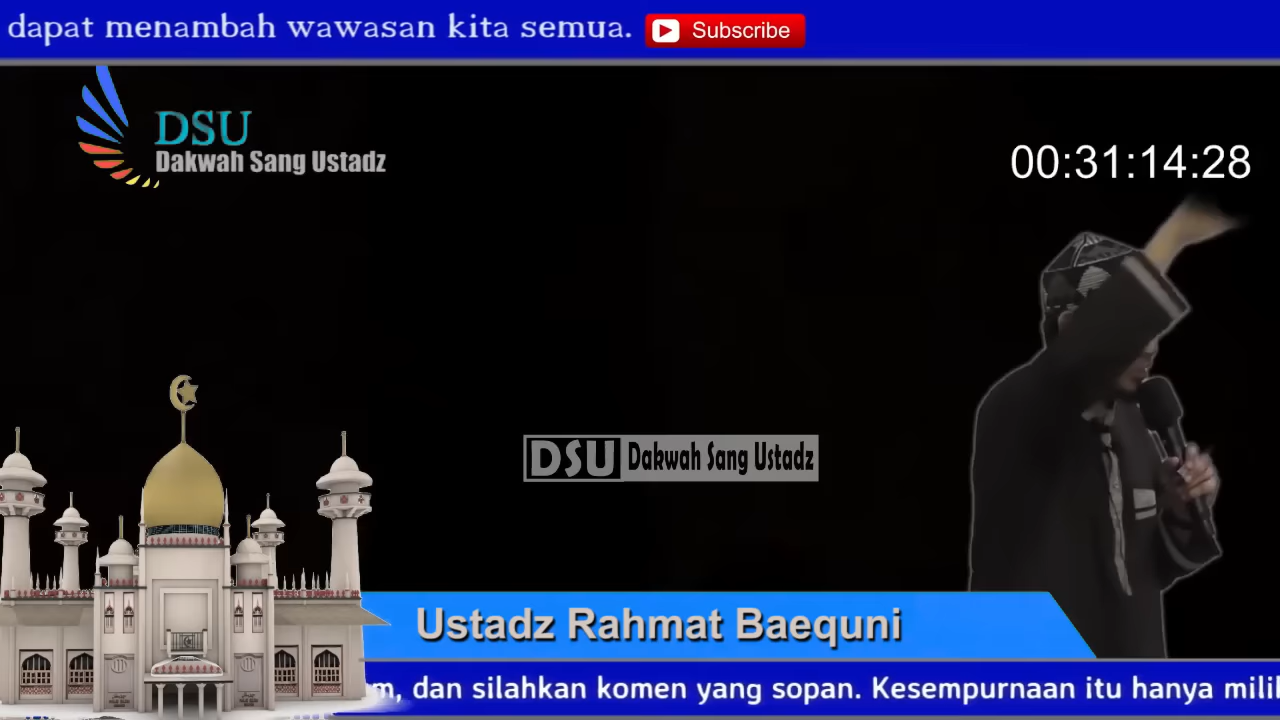 dapat menambah wawasan kita semua.
Subscribe
DSU
Dakwah Sang Ustadz
00:31:14:28
DSU Dakwah Sang Ustadz
Ustadz Rahmat Baequni
m, dan silahkan komen yang sopan. Kesempurnaan itu hanya mili